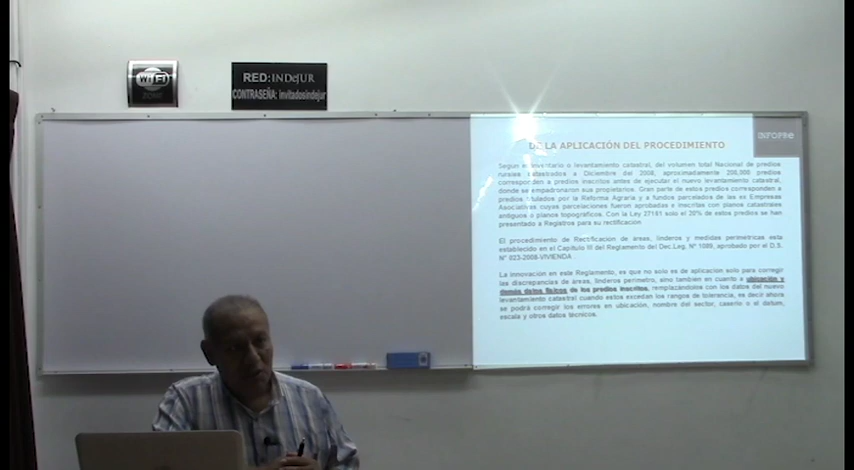 WiFi
ZONE
RED: INDeJUR
CONTRASEÑA: invitadosindejur
DE LA APLICACIÓN DEL PROCEDIMIENTO
Según el inventario o levantamiento catastral, del volumen total Nacional de predios
rurales catastrados a Diciembre del 2008, aproximadamente 206,000 predios
corresponden a predios inscritos antes de ejecutar el nuevo levantamiento catastral,
donde se empadronaron sus propietarios. Gran parte de estos predios corresponden a
predios titulados por la Reforma Agraria y a fundos parcelados de las ex Empresas
Asociativas cuyas parcelaciones fueron aprobadas e inscritas con planos catastrales
antiguos o planos topográficos. Con la Ley 27161 solo el 20% de estos predios se han
presentado a Registros para su rectificación
El procedimiento de Rectificación de áreas, linderos y medidas perimétricas esta
establecido en el Capitulo III del Reglamento del Dec.Leg. Nº 1089, aprobado por el D.S.
N° 023-2008-VIVIENDA
La innovación en este Reglamento, es que no solo es de aplicación solo para corregir
las discrepancias de áreas, linderos perímetro, sino también en cuanto a ubicación y
demás datos físicos de los predios inscritos, remplazándolos con los datos del nuevo
levantamiento catastral cuando estos excedan los rangos de tolerancia, es decir ahora
se podrá corregir los errores en ubicación, nombre del sector, caserío o el datum,
escala y otros datos técnicos.